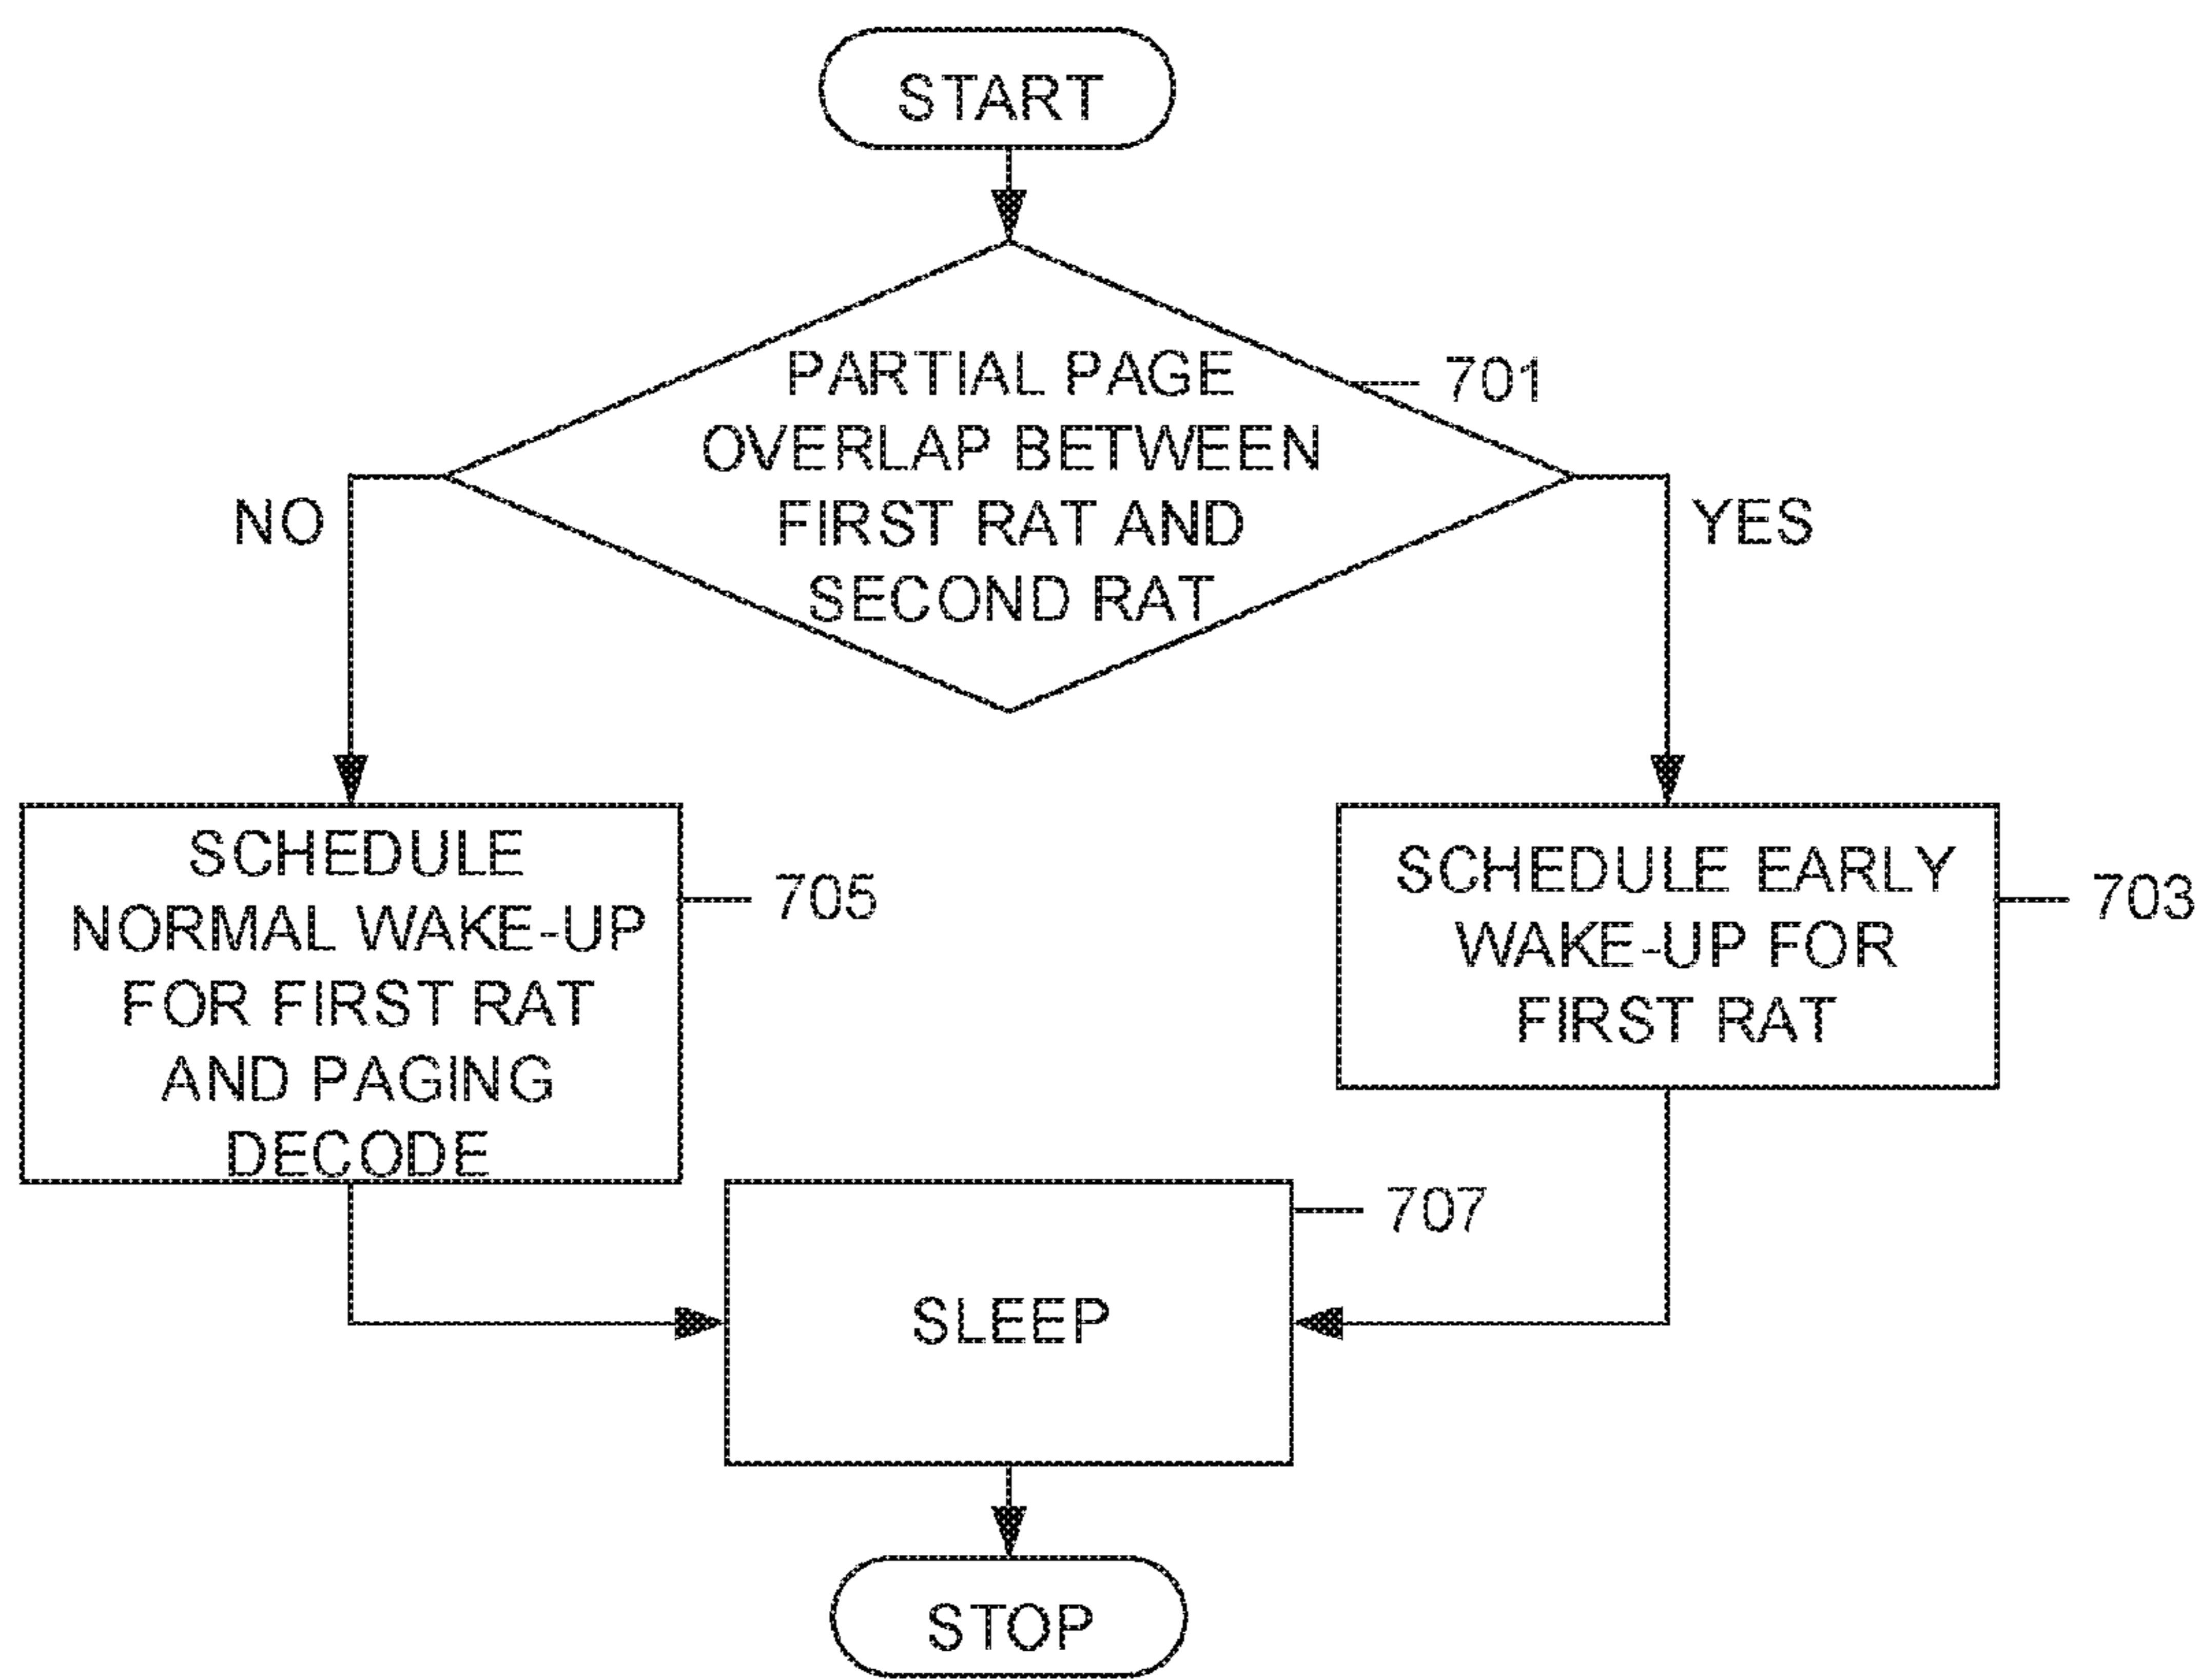 START
PARTIAL PAGE
OVERLAP BETWEEN
FIRST RAT AND
SECOND RAT
701
NO
YES
SCHEDULE
NORMAL WAKE-UP
FOR FIRST RAT
AND PAGING
DECODE
705
SCHEDULE EARLY
WAKE-UP FOR
FIRST RAT
703
SLEEP
707
STOP